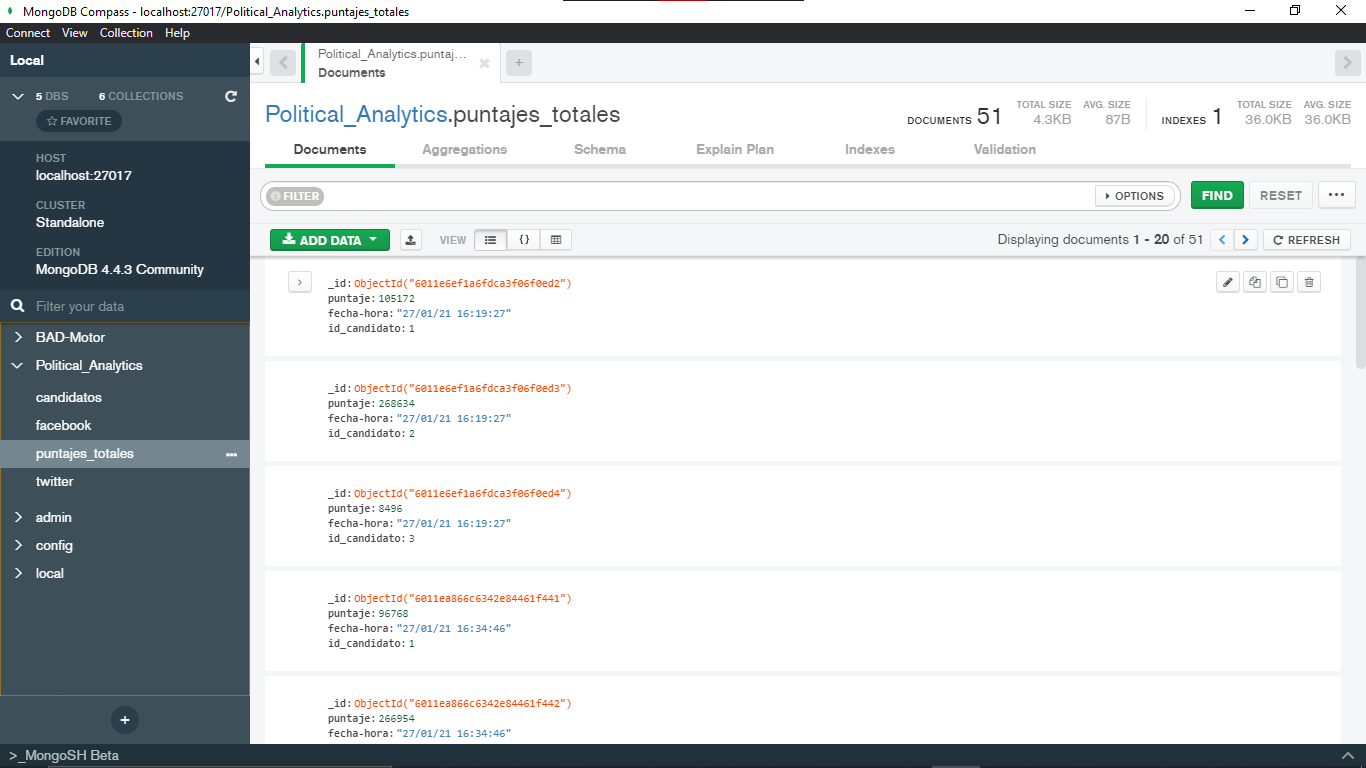 MongoDB Compass - localhost:27017/Political_Analytics.puntajes_totales
Connect View Collection Help
Local
5 DBS 6 COLLECTIONS
FAVORITE
HOST
localhost:27017
CLUSTER
Standalone
EDITION
MongoDB 4.4.3 Community
Filter your data
BAD-Motor
Political_Analytics
candidatos
facebook
puntajes_totales
twitter
admin
config
local
>_MongoSH Beta
Political_Analytics.puntaj...
Documents
Political_Analytics.puntajes_totales
DOCUMENTS 51
TOTAL SIZE
4.3KB
AVG. SIZE
87B
INDEXES 1
TOTAL SIZE
36.0KB
AVG. SIZE
36.0KB
Documents Aggregations Schema Explain Plan Indexes Validation
FILTER OPTIONS FIND RESET
ADD DATA VIEW { } Displaying documents 1 - 20 of 51 REFRESH
_id: ObjectId("6011e6ef1a6fdca3f06f0ed2")
puntaje: 105172
fecha-hora: "27/01/21 16:19:27"
id_candidato: 1
_id: ObjectId("6011e6ef1a6fdca3f06f0ed3")
puntaje: 268634
fecha-hora: "27/01/21 16:19:27"
id_candidato: 2
_id: ObjectId("6011e6ef1a6fdca3f06f0ed4")
puntaje: 8496
fecha-hora: "27/01/21 16:19:27"
id_candidato: 3
_id: ObjectId("6011ea866c6342e84461f441")
puntaje: 96768
fecha-hora: "27/01/21 16:34:46"
id_candidato: 1
_id: ObjectId("6011ea866c6342e84461f442")
puntaje: 266954
fecha-hora: "27/01/21 16:34:46"